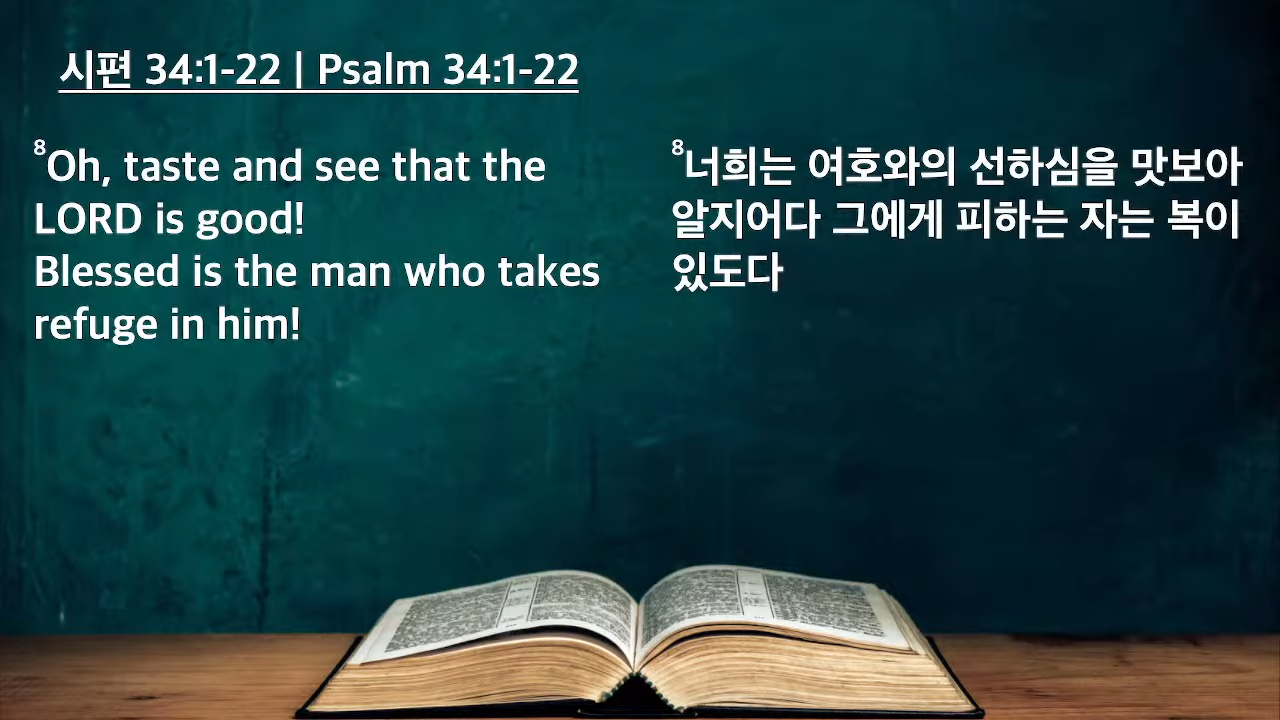 시편 34:1-22 | Psalm 34:1-22
⁸Oh, taste and see that the
LORD is good!
Blessed is the man who takes
refuge in him!
⁸너희는 여호와의 선하심을 맛보아
알지어다 그에게 피하는 자는 복이
있도다